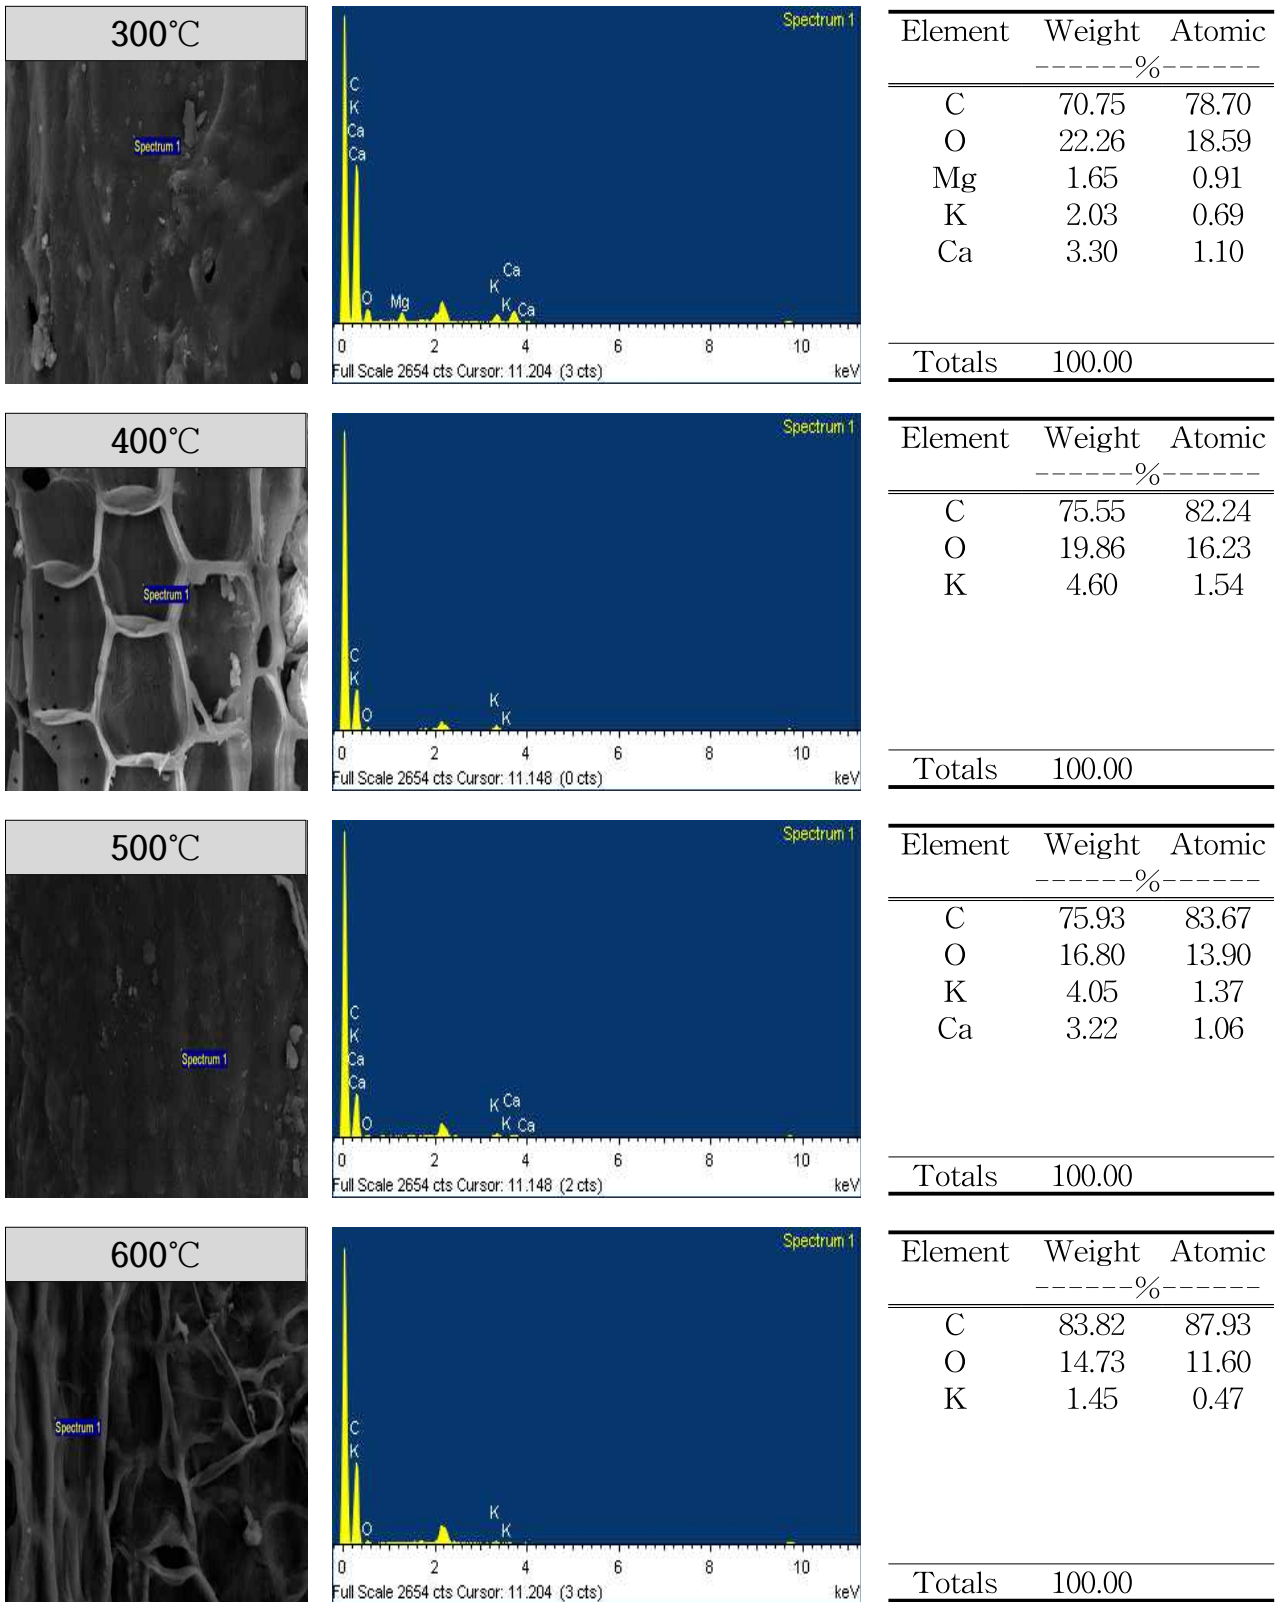 300℃
Spectrum 1
Spectrum 1
C
K
Ca
Ca
O
Mg
K
Ca
K
Ca
0 2 4 6 8 10
Full Scale 2654 cts Cursor: 11.204 (3 cts) keV
Element Weight Atomic
------%------
C 70.75 78.70
O 22.26 18.59
Mg 1.65 0.91
K 2.03 0.69
Ca 3.30 1.10
Totals 100.00
400℃
Spectrum 1
Spectrum 1
C
K
O
K
K
0 2 4 6 8 10
Full Scale 2654 cts Cursor: 11.148 (0 cts) keV
Element Weight Atomic
------%------
C 75.55 82.24
O 19.86 16.23
K 4.60 1.54
Totals 100.00
500℃
Spectrum 1
Spectrum 1
C
K
Ca
Ca
O
K Ca
K Ca
0 2 4 6 8 10
Full Scale 2654 cts Cursor: 11.148 (2 cts) keV
Element Weight Atomic
------%------
C 75.93 83.67
O 16.80 13.90
K 4.05 1.37
Ca 3.22 1.06
Totals 100.00
600℃
Spectrum 1
Spectrum 1
C
K
O
K
K
0 2 4 6 8 10
Full Scale 2654 cts Cursor: 11.204 (3 cts) keV
Element Weight Atomic
------%------
C 83.82 87.93
O 14.73 11.60
K 1.45 0.47
Totals 100.00